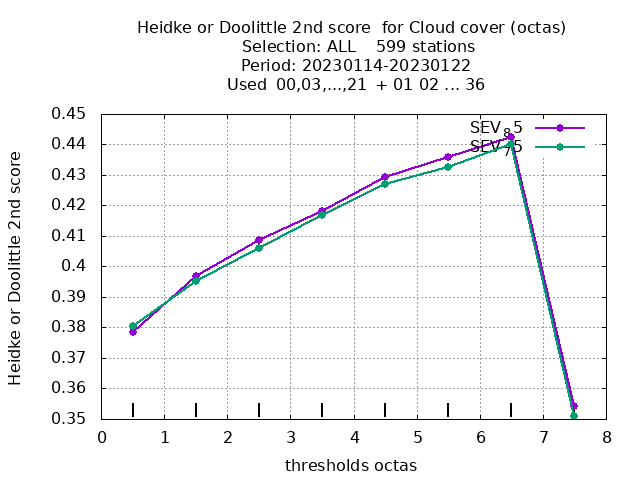 Heidke or Doolittle 2nd score for Cloud cover (octas)
Selection: ALL 599 stations
Period: 20230114-20230122
Used 00,03,...,21 + 01 02 ... 36
SEV_85
SEV_75
0.45
0.44
0.43
0.42
0.41
0.4
0.39
0.38
0.37
0.36
0.35
Heidke or Doolittle 2nd score
0 1 2 3 4 5 6 7 8
thresholds octas